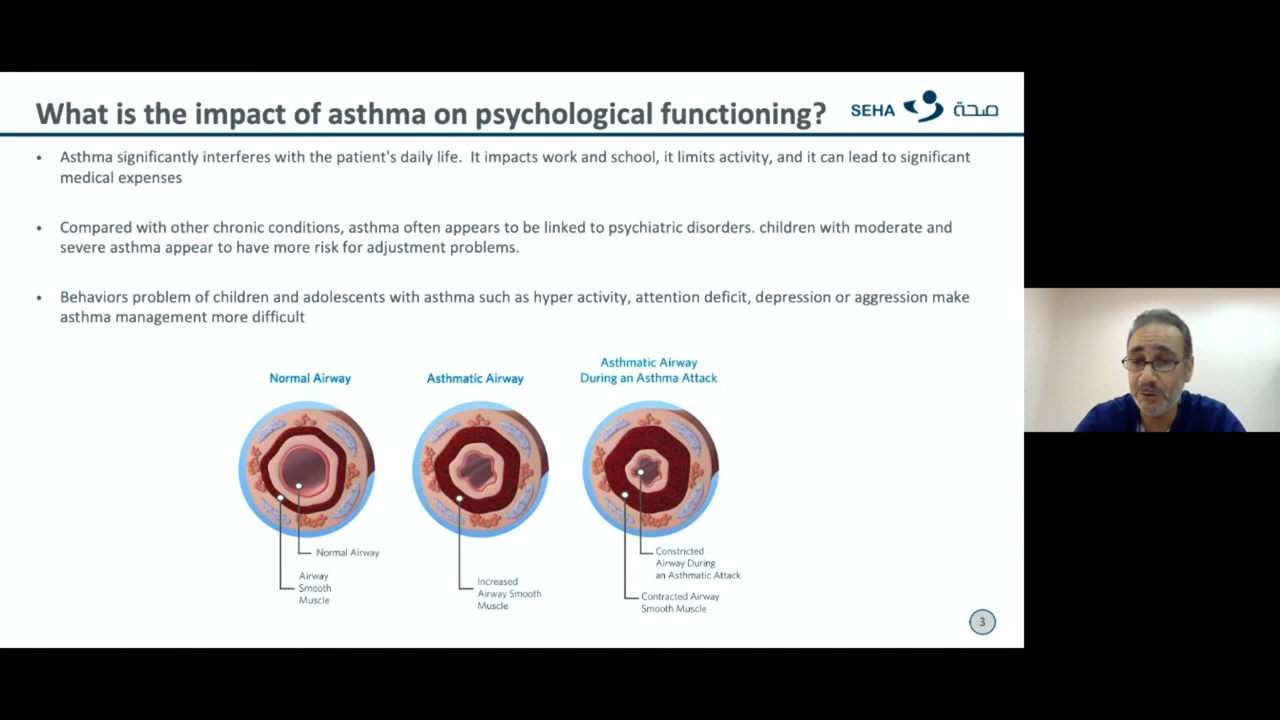 What is the impact of asthma on psychological functioning?
SEHA صحة
• Asthma significantly interferes with the patient's daily life.  It impacts work and school, it limits activity, and it can lead to significant
medical expenses
• Compared with other chronic conditions, asthma often appears to be linked to psychiatric disorders. children with moderate and
severe asthma appear to have more risk for adjustment problems.
• Behaviors problem of children and adolescents with asthma such as hyper activity, attention deficit, depression or aggression make
asthma management more difficult
Normal Airway
Asthmatic Airway
Asthmatic Airway
During an Asthma Attack
Normal Airway
Airway
Smooth
Muscle
Increased
Airway Smooth
Muscle
Constricted
Airway During
an Asthmatic Attack
Contracted Airway
Smooth Muscle
3